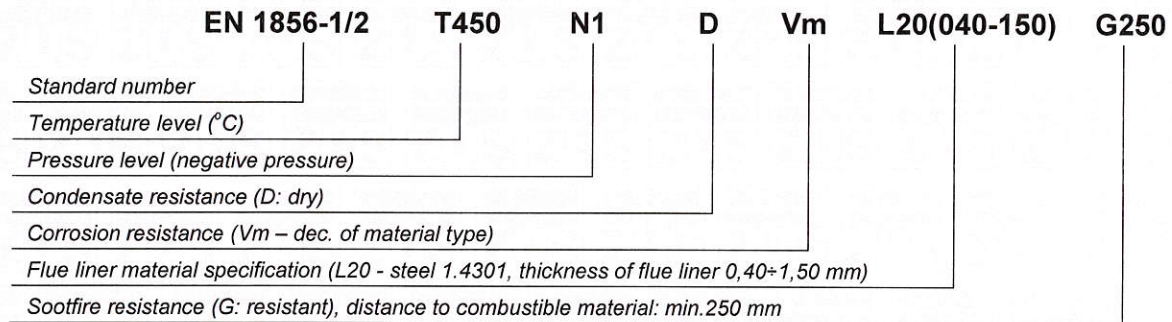 EN 1856-1/2 T450 N1 D Vm L20(040-150) G250
Standard number
Temperature level (°C)
Pressure level (negative pressure)
Condensate resistance (D: dry)
Corrosion resistance (Vm – dec. of material type)
Flue liner material specification (L20 - steel 1.4301, thickness of flue liner 0,40÷1,50 mm)
Sootfire resistance (G: resistant), distance to combustible material: min.250 mm